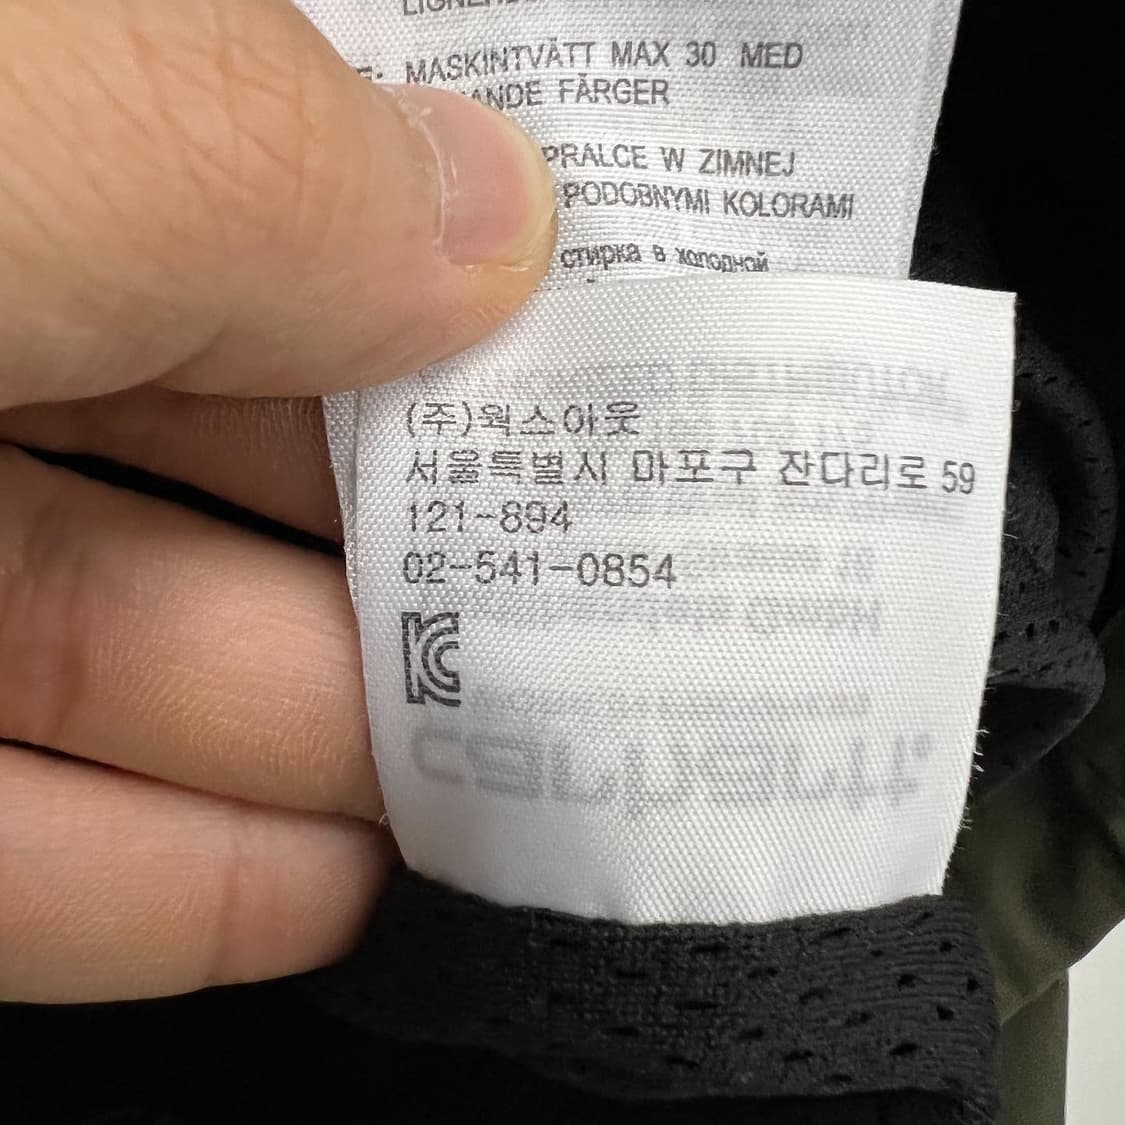 MASKINTVÄTT MAX 30 MED
FÄRGER
PRALCE W ZIMNEJ
PODOBNYMI KOLORAMI
стирка в холодной
(주)웍스아웃
서울특별시 마포구 잔다리로 59
121-894
02-541-0854
KC